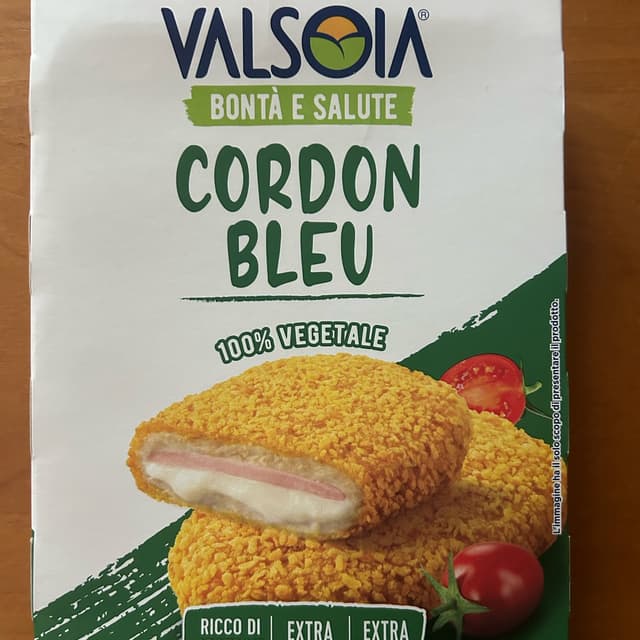 VALSOIA®
BONTÀ E SALUTE
CORDON
BLEU
100% VEGETALE
L'immagine ha il solo scopo di presentare il prodotto.
RICCO DI
EXTRA
EXTRA